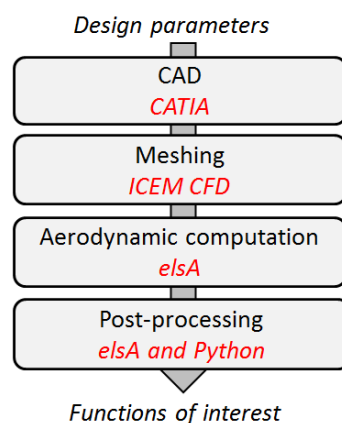 Design parameters
CAD
CATIA
Meshing
ICEM CFD
Aerodynamic computation
elsA
Post-processing
elsA and Python
Functions of interest